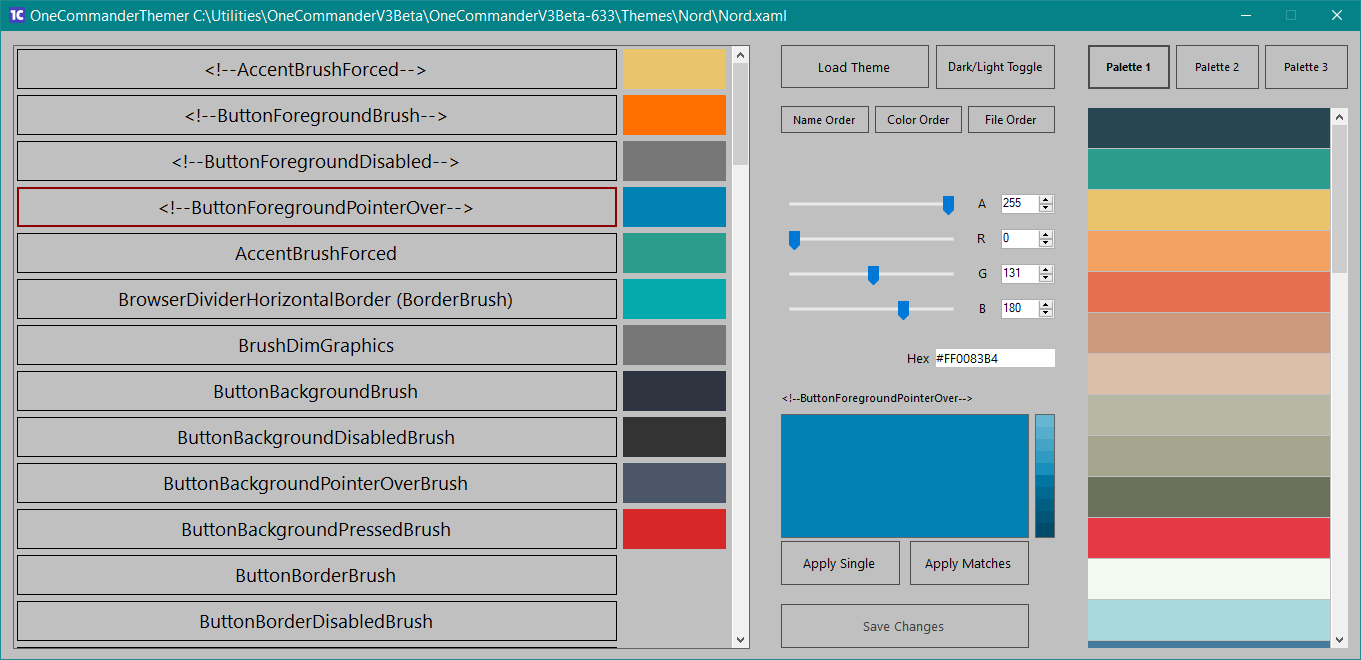 1C OneCommanderThemer C:\Utilities\OneCommanderV3Beta\OneCommanderV3Beta-633\Themes\Nord\Nord.xaml
<!--AccentBrushForced-->
<!--ButtonForegroundBrush-->
<!--ButtonForegroundDisabled-->
<!--ButtonForegroundPointerOver-->
AccentBrushForced
BrowserDividerHorizontalBorder (BorderBrush)
BrushDimGraphics
ButtonBackgroundBrush
ButtonBackgroundDisabledBrush
ButtonBackgroundPointerOverBrush
ButtonBackgroundPressedBrush
ButtonBorderBrush
ButtonBorderDisabledBrush
Load Theme
Dark/Light Toggle
Name Order
Color Order
File Order
A 255
R 0
G 131
B 180
Hex #FF0083B4
<!--ButtonForegroundPointerOver-->
Apply Single
Apply Matches
Save Changes
Palette 1
Palette 2
Palette 3